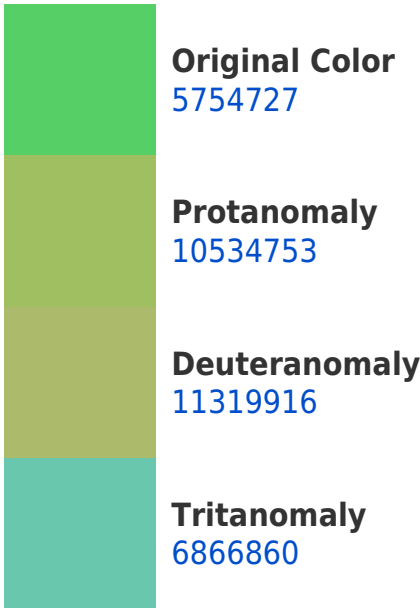 Original Color
5754727
Protanomaly
10534753
Deuteranomaly
11319916
Tritanomaly
6866860